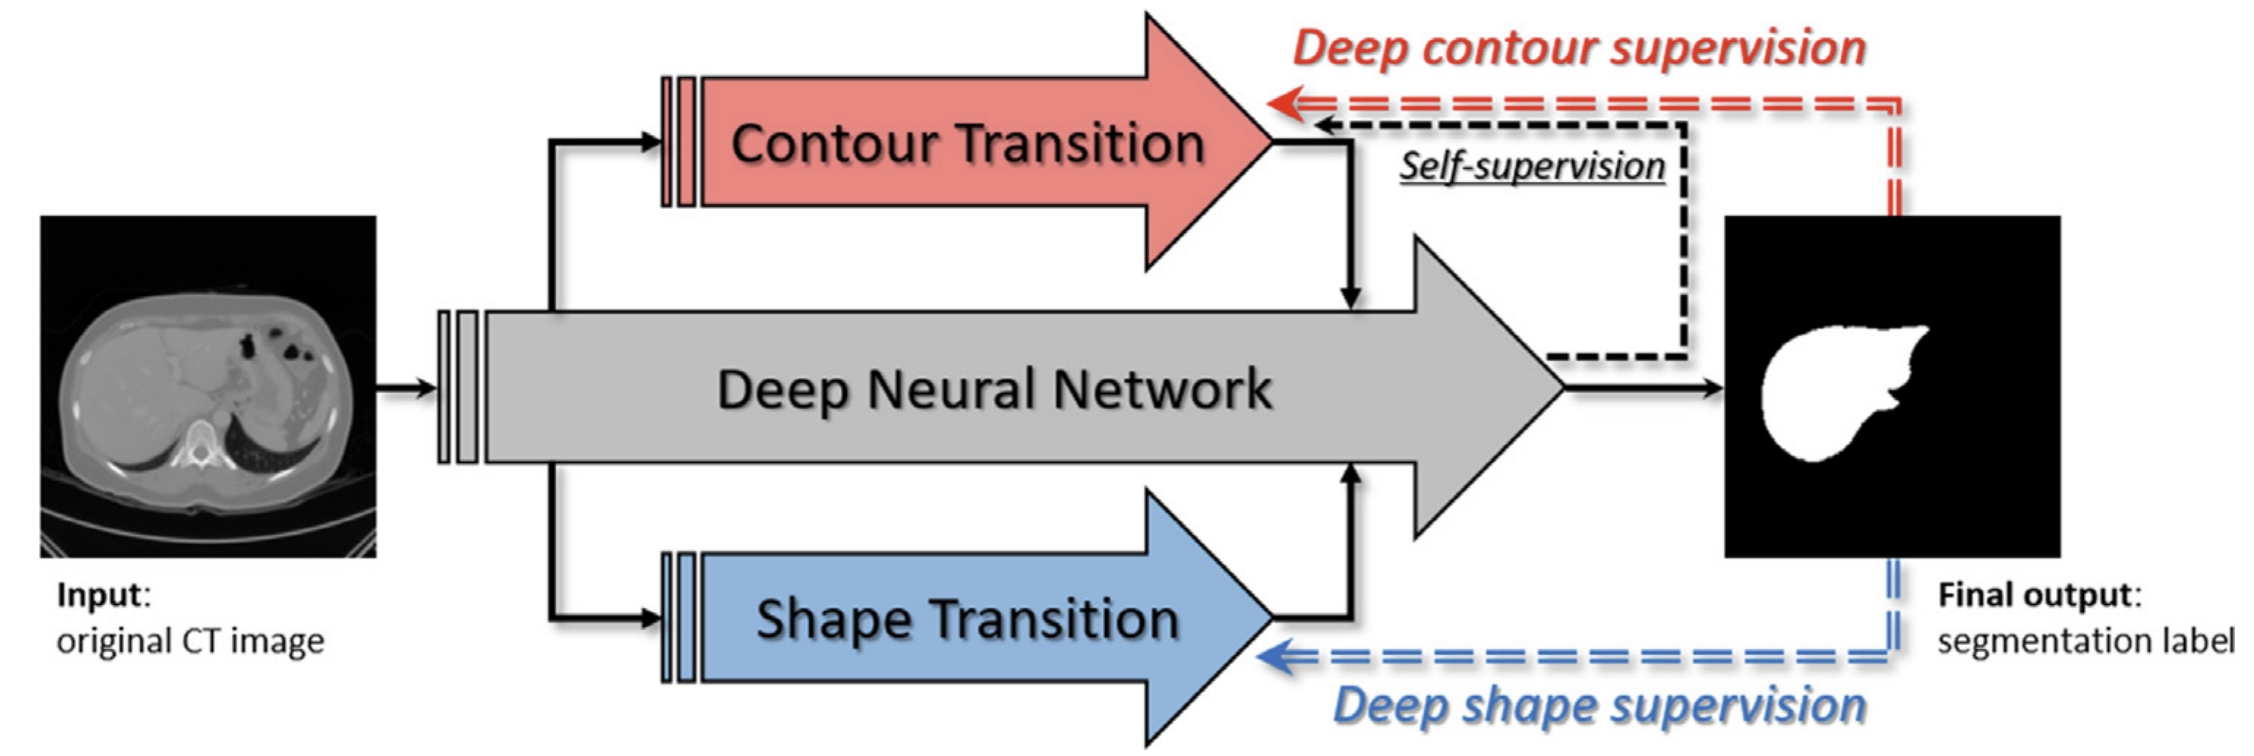 Deep contour supervision
Contour Transition
Self-supervision
Deep Neural Network
Input:
original CT image
Shape Transition
Final output:
segmentation label
Deep shape supervision